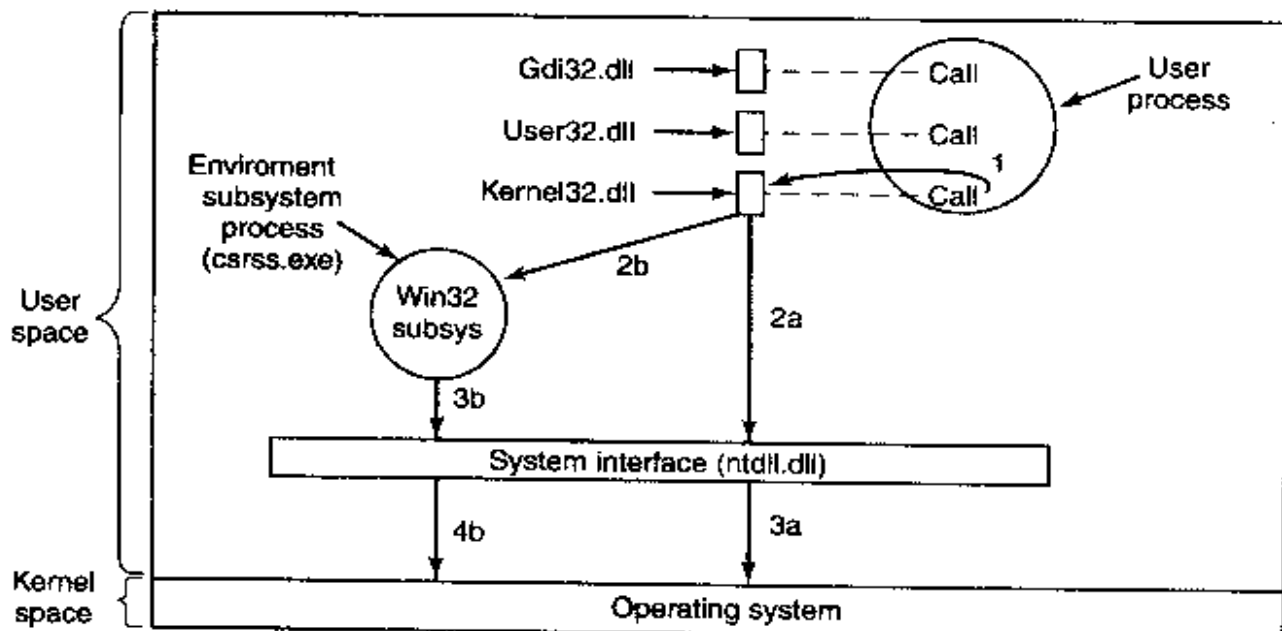 Gdi32.dll
Call
User
process
User32.dll
Call
Enviroment
subsystem
process
(csrss.exe)
Kernel32.dll
1
Call
2b
Win32
subsys
User
space
2a
3b
System interface (ntdll.dll)
4b
3a
Kernel
space
Operating system